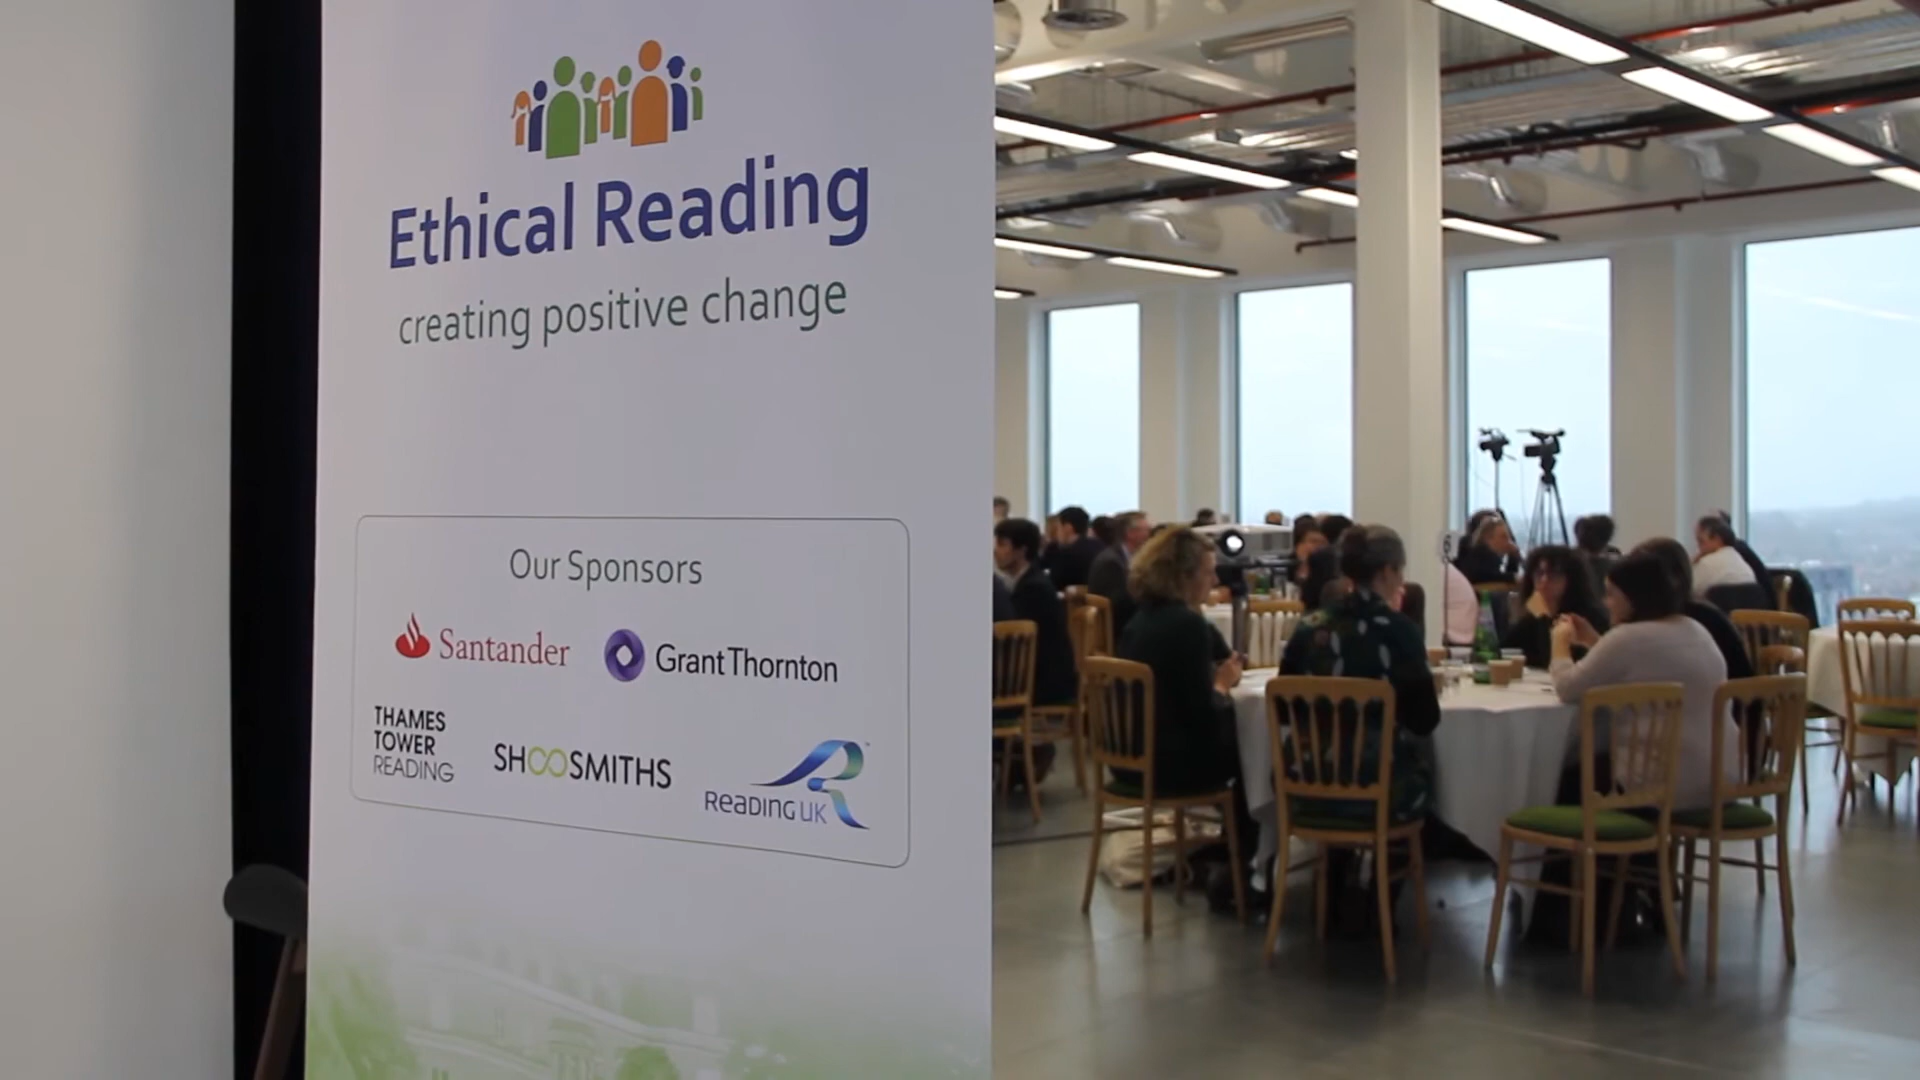 Ethical Reading
creating positive change
Our Sponsors
Santander
Grant Thornton
THAMES
TOWER
READING
SHOOSMITHS
ReaDING UK